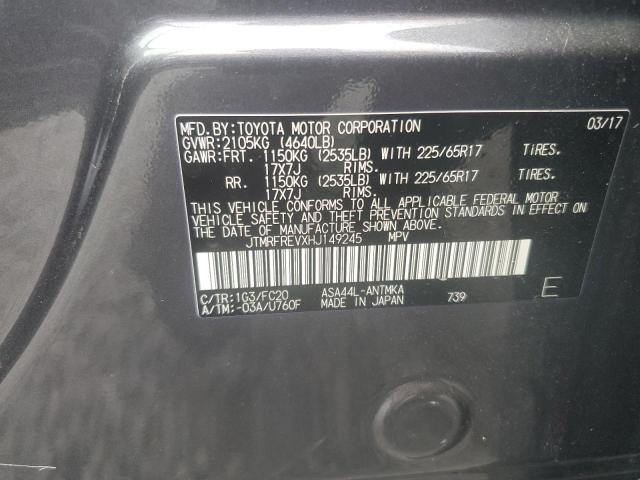 MFD.BY:TOYOTA MOTOR CORPORATION 03/17
GVWR:2105KG (4640LB)
GAWR:FRT. 1150KG (2535LB) WITH 225/65R17 TIRES.
17X7J RIMS.
RR. 1150KG (2535LB) WITH 225/65R17 TIRES.
17X7J RIMS.
THIS VEHICLE CONFORMS TO ALL APPLICABLE FEDERAL MOTOR
VEHICLE SAFETY AND THEFT PREVENTION STANDARDS IN EFFECT ON
THE DATE OF MANUFACTURE SHOWN ABOVE.
JTMRFREVXHJ149245 MPV
C/TR:1G3/FC20 ASA44L-ANTMKA
A/TM:-03A/U760F MADE IN JAPAN 739 E